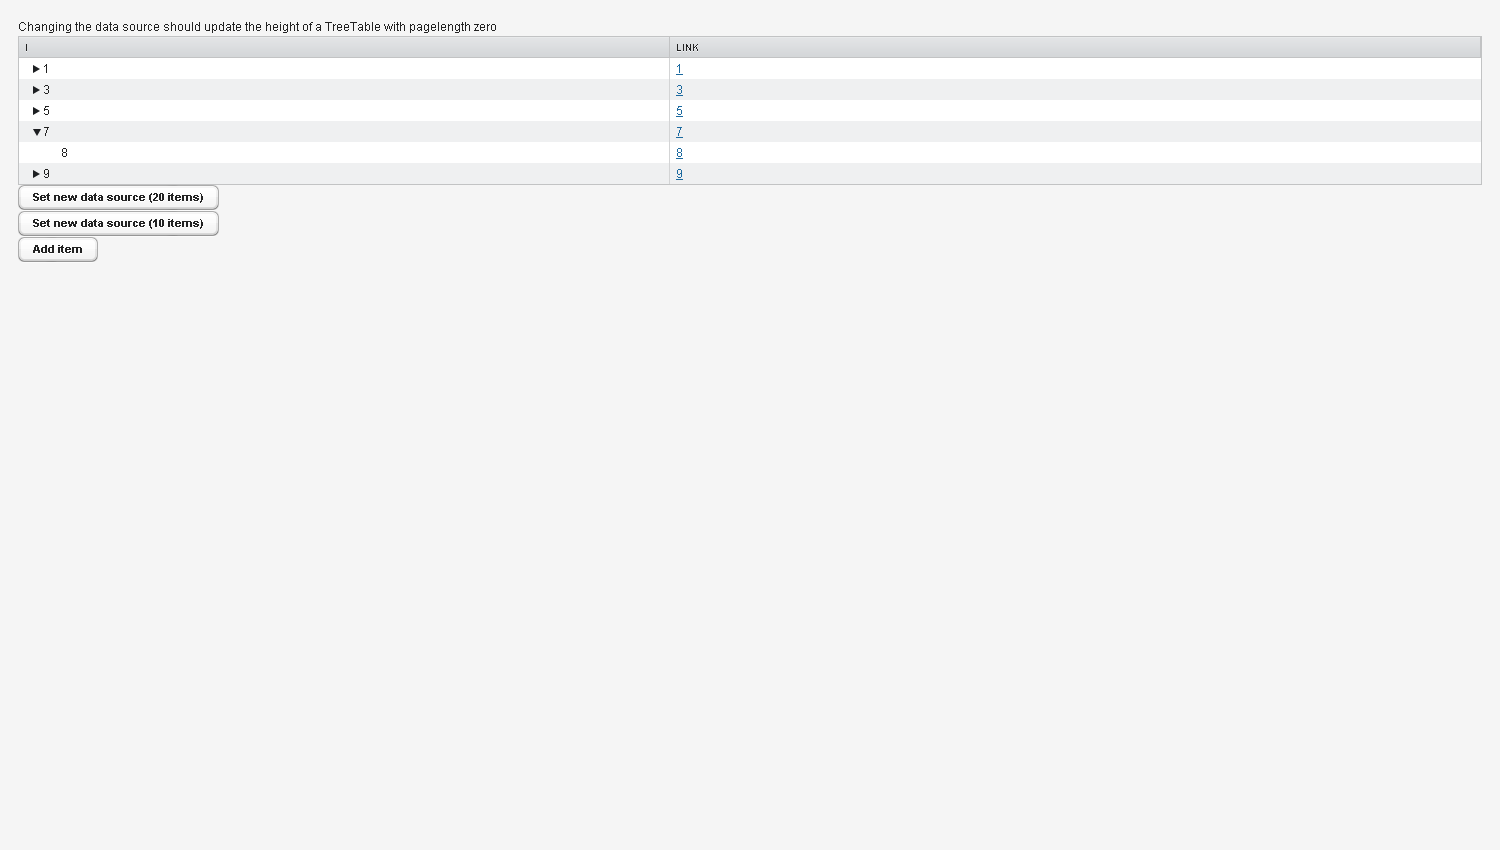 Changing the data source should update the height of a TreeTable with pagelength zero
I LINK
1 1
3 3
5 5
7 7
8 8
9 9
Set new data source (20 items)
Set new data source (10 items)
Add item